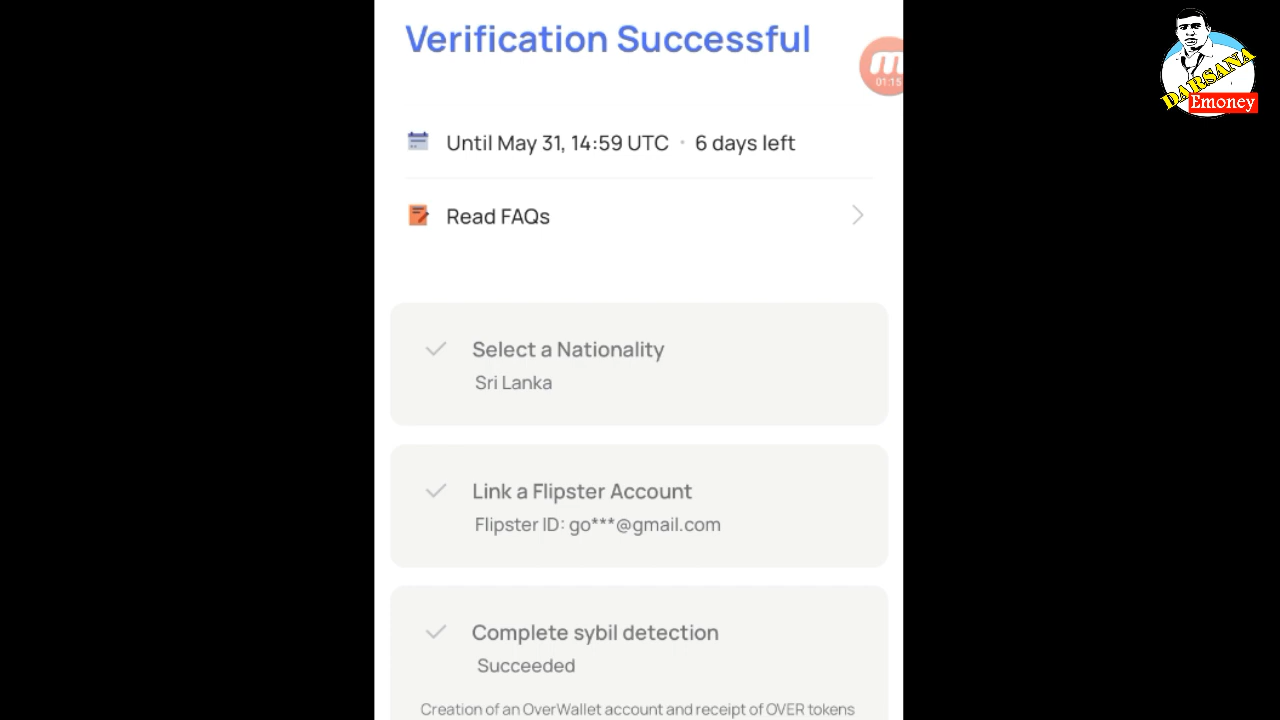 Verification Successful
01:15
Until May 31, 14:59 UTC · 6 days left
Read FAQs
Select a Nationality
Sri Lanka
Link a Flipster Account
Flipster ID: go***@gmail.com
Complete sybil detection
Succeeded
Creation of an OverWallet account and receipt of OVER tokens
DARSANA
Emoney